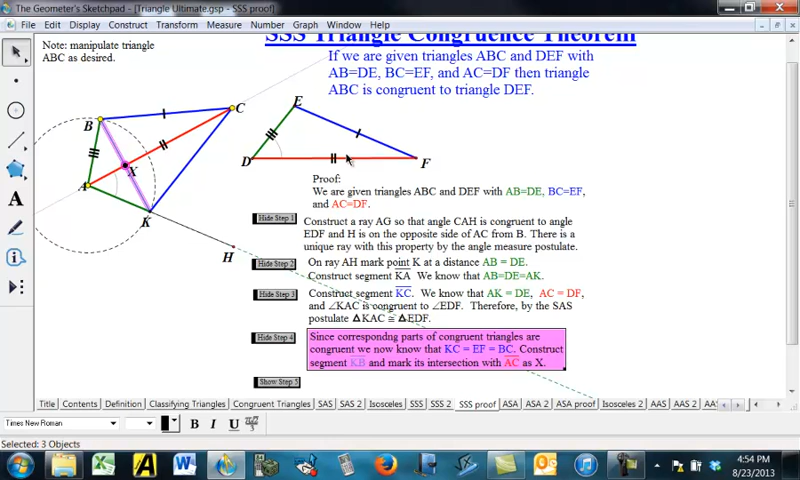 The Geometer's Sketchpad - [Triangle Ultimate.gsp - SSS proof]
File Edit Display Construct Transform Measure Number Graph Window Help
Note: manipulate triangle
ABC as desired.
SSS Triangle Congruence Theorem
If we are given triangles ABC and DEF with
AB=DE, BC=EF, and AC=DF then triangle
ABC is congruent to triangle DEF.
B
C
E
X
A
D
F
K
H
Proof:
We are given triangles ABC and DEF with AB=DE, BC=EF,
and AC=DF.
Hide Step 1
Construct a ray AG so that angle CAH is congruent to angle
EDF and H is on the opposite side of AC from B. There is a
unique ray with this property by the angle measure postulate.
Hide Step 2
On ray AH mark point K at a distance AB = DE.
Construct segment KA We know that AB=DE=AK.
Hide Step 3
Construct segment KC. We know that AK = DE, AC = DF,
and ∠KAC is congruent to ∠EDF. Therefore, by the SAS
postulate ΔKAC ≅ ΔEDF.
Hide Step 4
Since correspondng parts of congruent triangles are
congruent we now know that KC = EF = BC. Construct
segment KB and mark its intersection with AC as X.
Show Step 5
Title Contents Definition Classifying Triangles Congruent Triangles SAS SAS 2 Isosceles SSS SSS 2 SSS proof ASA ASA 2 ASA proof Isosceles 2 AAS AAS 2 AAS
Times New Roman 14 B I U
Selected: 3 Objects
4:54 PM
8/23/2013